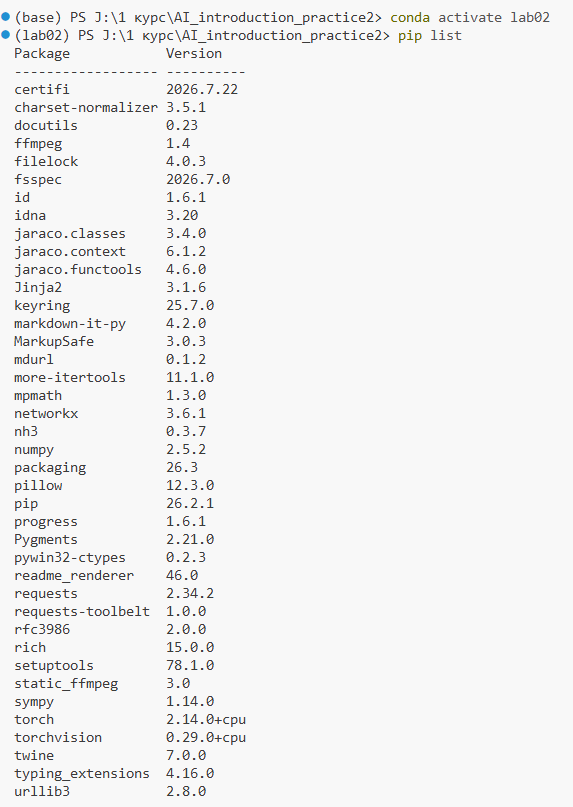 (base) PS J:\1 курс\AI_introduction_practice2> conda activate lab02
(lab02) PS J:\1 курс\AI_introduction_practice2> pip list
Package            Version
------------------ ----------
certifi            2026.7.22
charset-normalizer 3.5.1
docutils           0.23
ffmpeg             1.4
filelock           4.0.3
fsspec             2026.7.0
id                 1.6.1
idna               3.20
jaraco.classes     3.4.0
jaraco.context     6.1.2
jaraco.functools   4.6.0
Jinja2             3.1.6
keyring            25.7.0
markdown-it-py     4.2.0
MarkupSafe         3.0.3
mdurl              0.1.2
more-itertools     11.1.0
mpmath             1.3.0
networkx           3.6.1
nh3                0.3.7
numpy              2.5.2
packaging          26.3
pillow             12.3.0
pip                26.2.1
progress           1.6.1
Pygments           2.21.0
pywin32-ctypes     0.2.3
readme_renderer    46.0
requests           2.34.2
requests-toolbelt  1.0.0
rfc3986            2.0.0
rich               15.0.0
setuptools         78.1.0
static_ffmpeg      3.0
sympy              1.14.0
torch              2.14.0+cpu
torchvision        0.29.0+cpu
twine              7.0.0
typing_extensions  4.16.0
urllib3            2.8.0